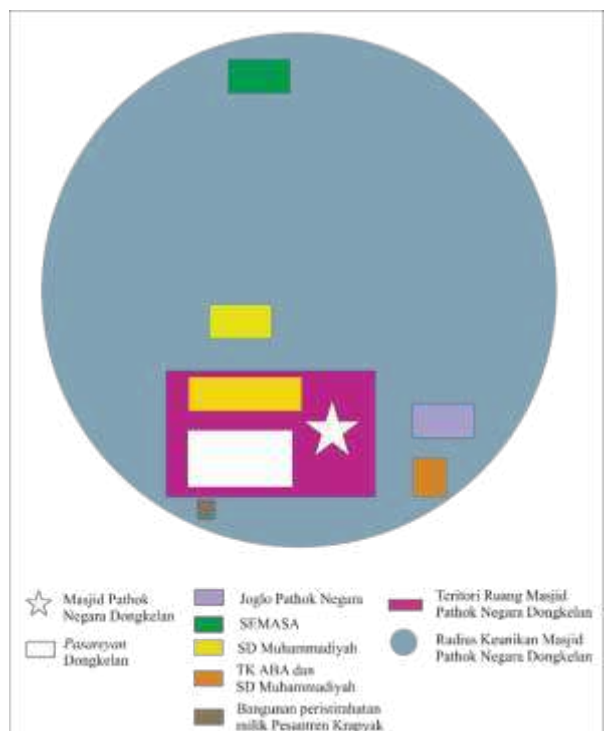 Masjid Pathok
Negara Dongkelan
Pasareyan
Dongkelan
Joglo Pathok Negara
SEMASA
SD Muhammadiyah
TK ABA dan
SD Muhammadiyah
Bangunan peristirahatan
milik Pesantren Krapyak
Teritori Ruang Masjid
Pathok Negara Dongkelan
Radius Keunikan Masjid
Pathok Negara Dongkelan